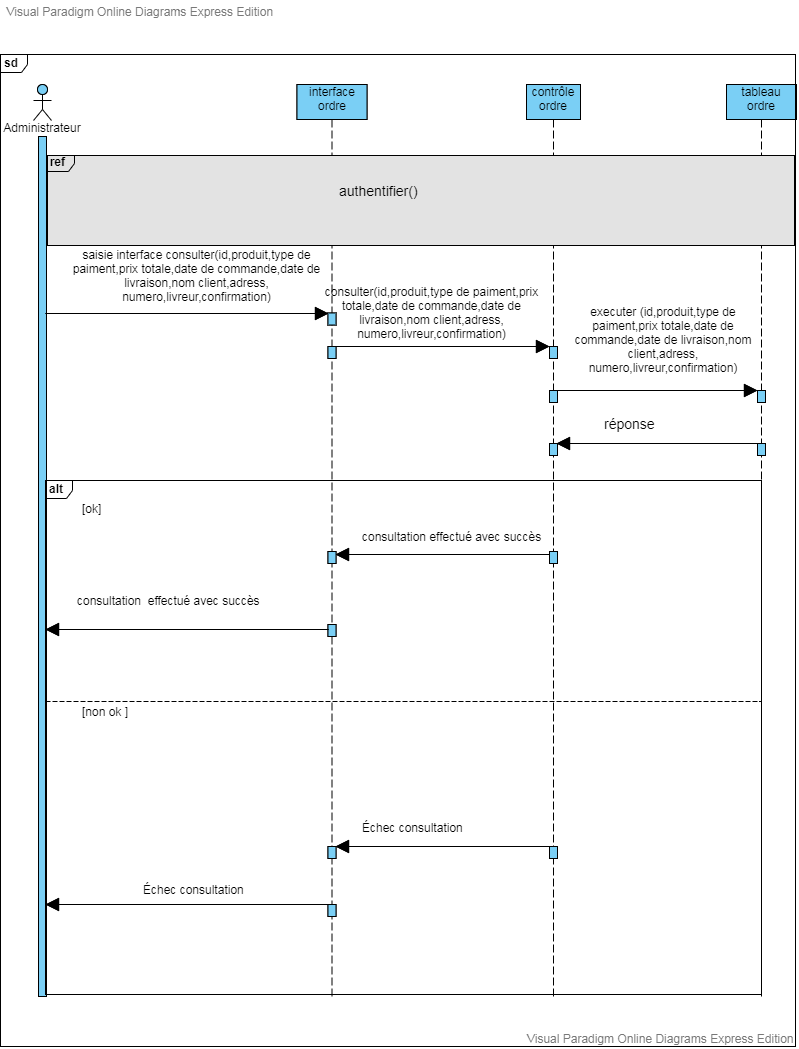 Visual Paradigm Online Diagrams Express Edition
sd
Administrateur
interface
ordre
contrôle
ordre
tableau
ordre
ref
authentifier()
saisie interface consulter(id,produit,type de
paiment,prix totale,date de commande,date de
livraison,nom client,adress,
numero,livreur,confirmation)
consulter(id,produit,type de paiment,prix
totale,date de commande,date de
livraison,nom client,adress,
numero,livreur,confirmation)
executer (id,produit,type de
paiment,prix totale,date de
commande,date de livraison,nom
client,adress,
numero,livreur,confirmation)
réponse
alt
[ok]
consultation effectué avec succès
consultation  effectué avec succès
[non ok ]
Échec consultation
Échec consultation
Visual Paradigm Online Diagrams Express Edition